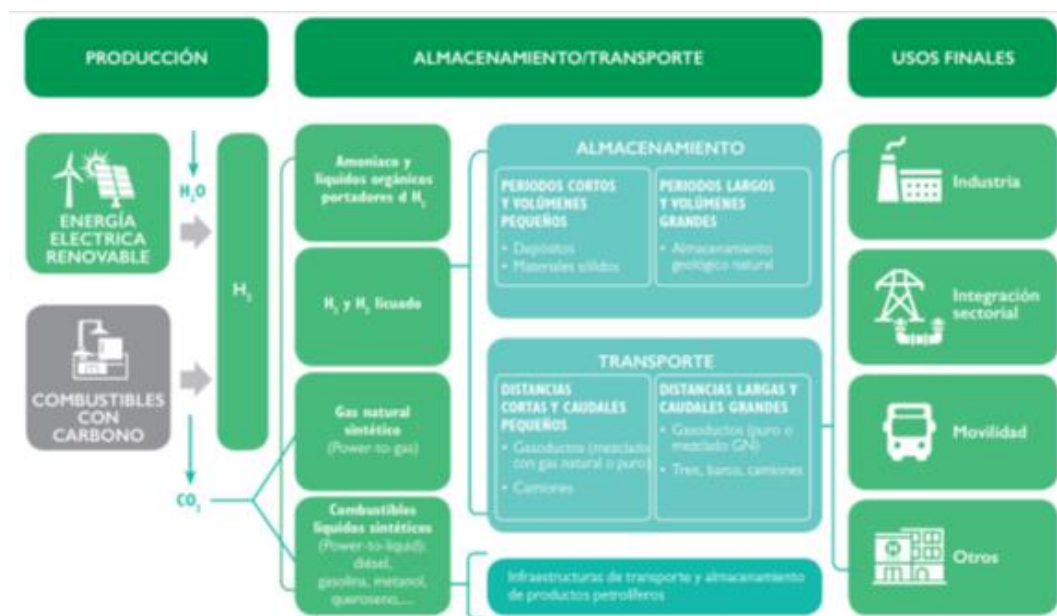 PRODUCCIÓN
ALMACENAMIENTO/TRANSPORTE
USOS FINALES
H₂O
ENERGÍA
ELECTRICA
RENOVABLE
COMBUSTIBLES
CON
CARBONO
CO₂
H₂
Amoniaco y
líquidos orgánicos
portadores d H₂
H₂ y H₂ licuado
Gas natural
sintético
(Power-to-gas)
Combustibles
líquidos sintéticos
(Power-to-liquid):
diésel,
gasolina, metanol,
queroseno,...
ALMACENAMIENTO
PERIODOS CORTOS
Y VOLÚMENES
PEQUEÑOS
• Depósitos
• Materiales sólidos
PERIODOS LARGOS
Y VOLÚMENES
GRANDES
• Almacenamiento
geológico natural
TRANSPORTE
DISTANCIAS
CORTAS Y CAUDALES
PEQUEÑOS
• Gasoductos (mezclado
con gas natural o puro)
• Camiones
DISTANCIAS LARGAS Y
CAUDALES GRANDES
• Gasoductos (puro o
mezclado GN)
• Tren, barco, camiones
Infraestructuras de transporte y almacenamiento
de productos petrolíferos
Industria
Integración
sectorial
Movilidad
H
Otros